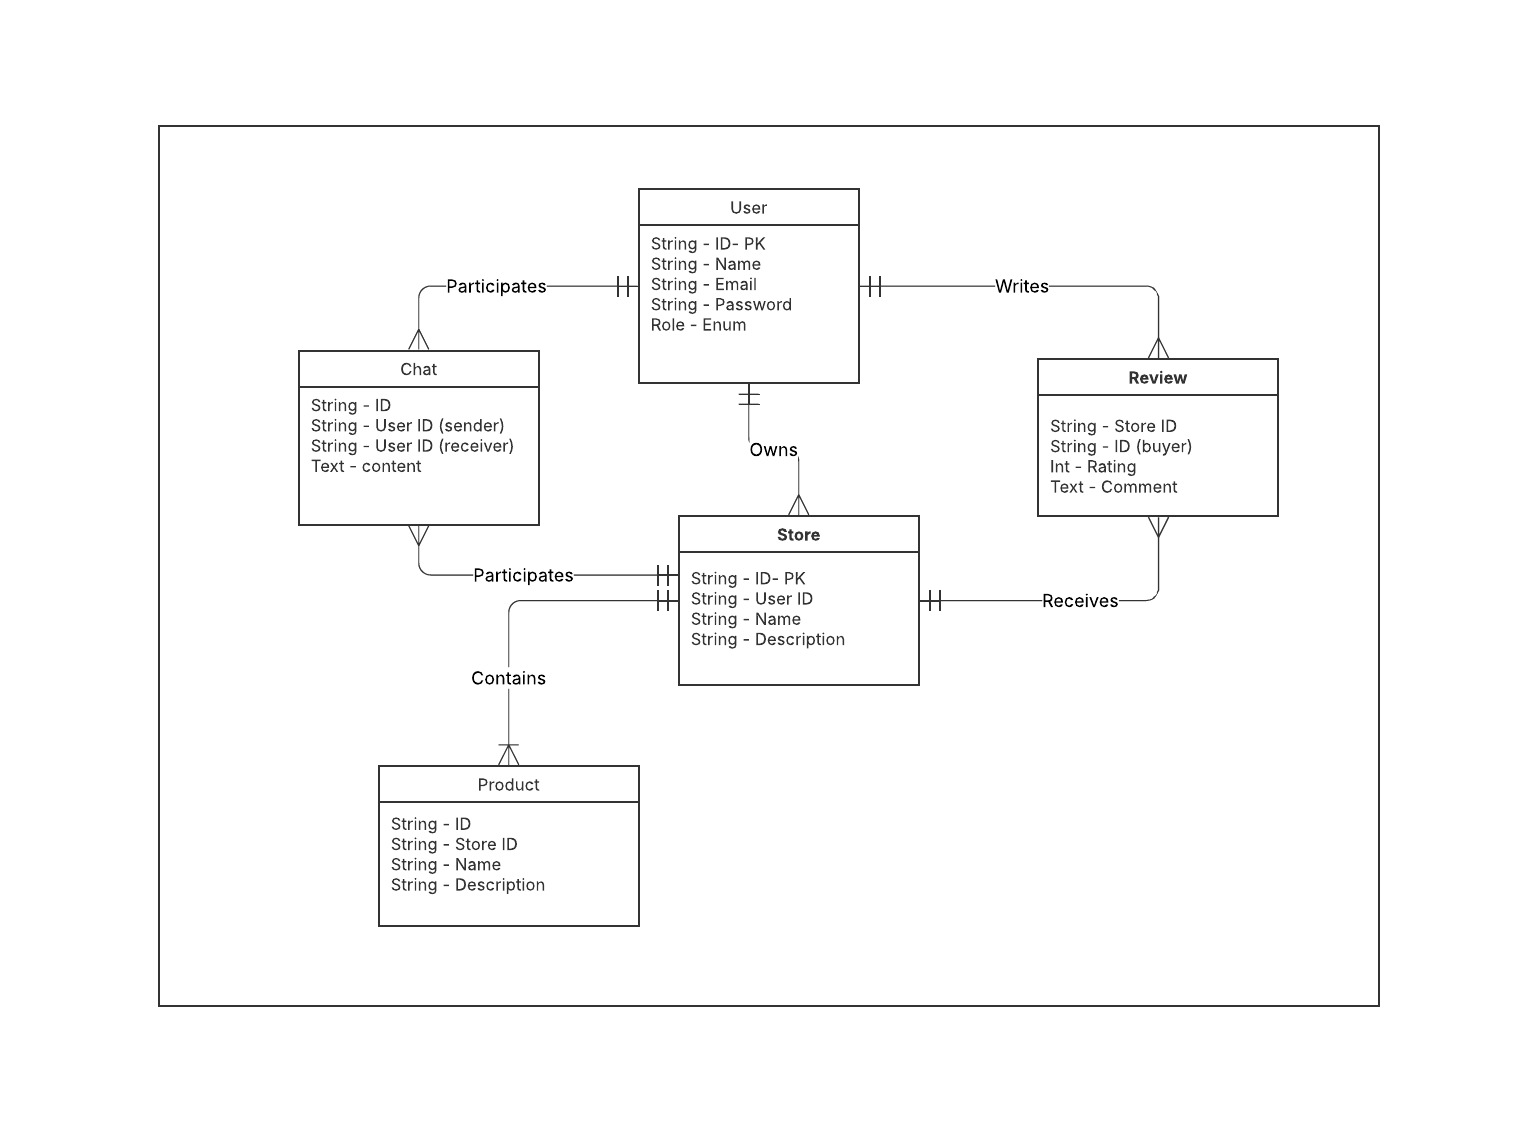 User
String - ID- PK
String - Name
String - Email
String - Password
Role - Enum
Participates
Writes
Chat
String - ID
String - User ID (sender)
String - User ID (receiver)
Text - content
Review
String - Store ID
String - ID (buyer)
Int - Rating
Text - Comment
Owns
Store
String - ID- PK
String - User ID
String - Name
String - Description
Participates
Receives
Contains
Product
String - ID
String - Store ID
String - Name
String - Description